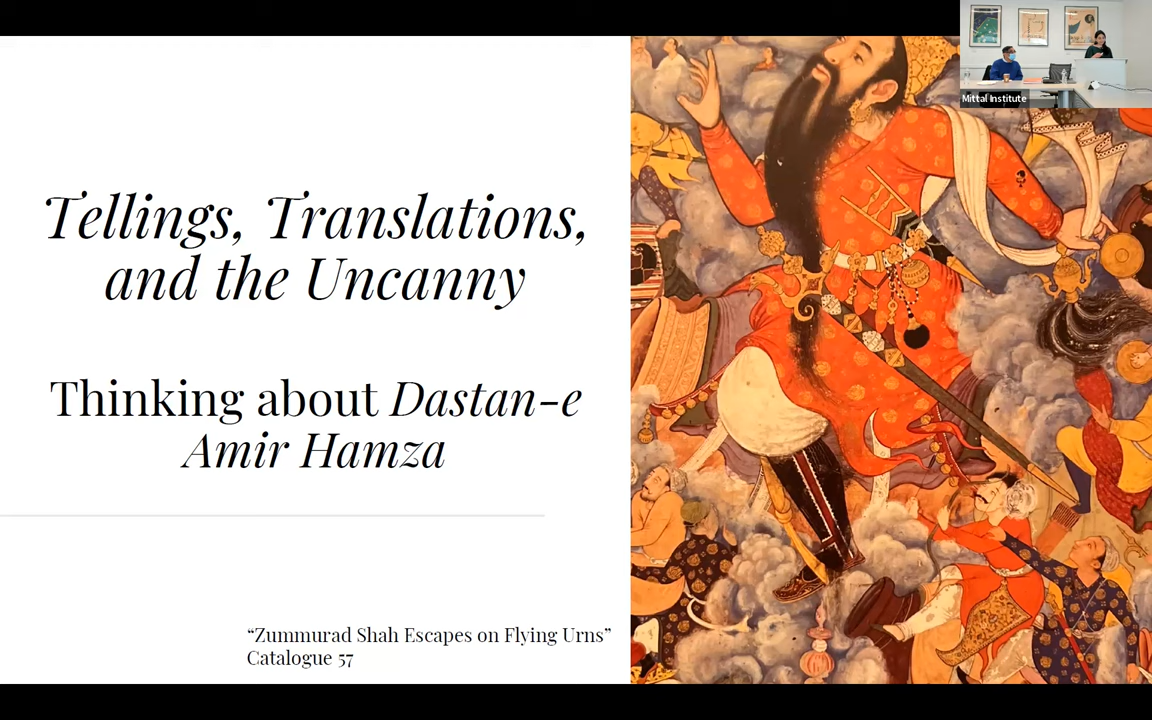 Tellings, Translations,
and the Uncanny
Thinking about Dastan-e
Amir Hamza
“Zummurad Shah Escapes on Flying Urns”
Catalogue 57
Mittal Institute